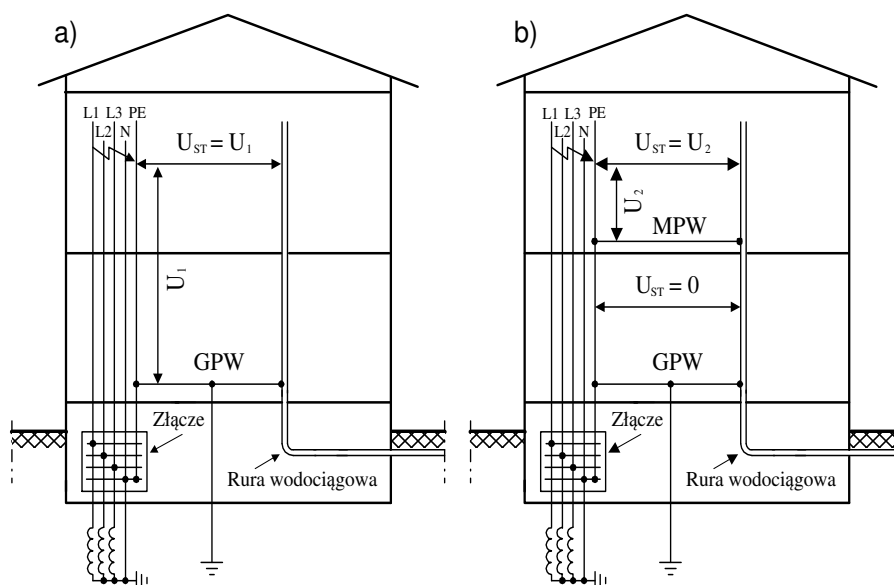 a)
L1 L3 PE
L2 N
U_ST = U_1
U_1
GPW
Złącze
Rura wodociągowa
b)
L1 L3 PE
L2 N
U_ST = U_2
U_2
MPW
U_ST = 0
GPW
Złącze
Rura wodociągowa